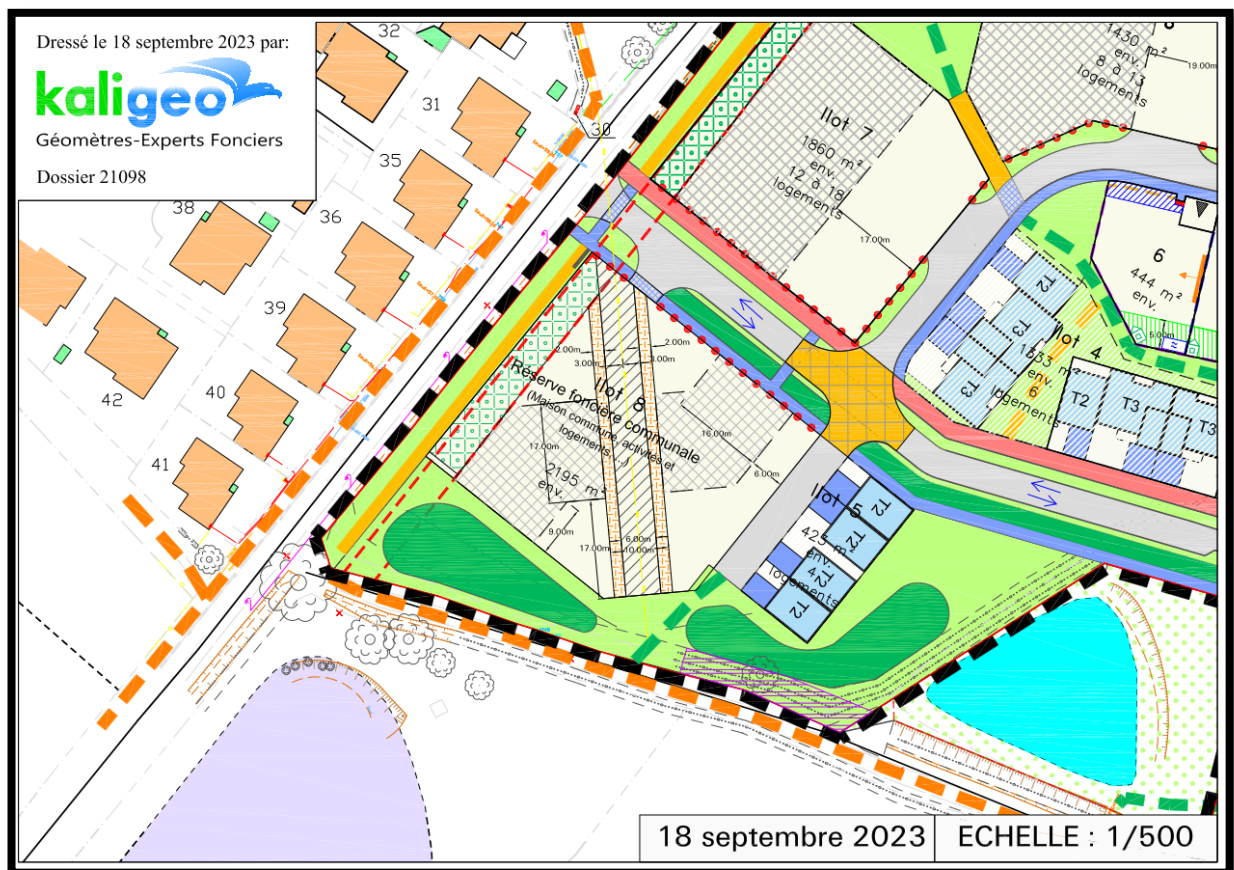 Dressé le 18 septembre 2023 par:
kaligeo
Géomètres-Experts Fonciers
Dossier 21098
32
31
30
35
36
38
39
40
41
42
1430 m²
env.
8 à 13
logements
19.00m
Ilot 7
1860 m²
env.
12 à 18
logements
17.00m
6
444 m²
env.
5.00m
T2
T3
T3
Ilot 4
env.
6
logements
T2
T3
T3
2.00m
3.00m
2.00m
3.00m
Ilot 8
Réserve foncière communale
(Maison commune, activités et
logements, ...)
2195 m²
env.
17.00m
16.00m
6.00m
9.00m
17.00m
6.00m
10.00m
Ilot 5
425 m²
env.
4
logements
T2
T2
T2
T2
18 septembre 2023
ECHELLE : 1/500